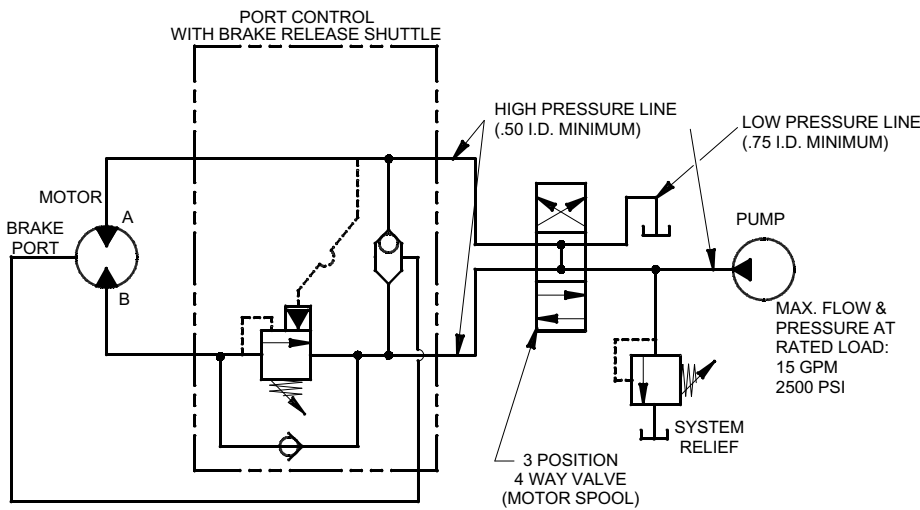 PORT CONTROL
WITH BRAKE RELEASE SHUTTLE
HIGH PRESSURE LINE
(.50 I.D. MINIMUM)
LOW PRESSURE LINE
(.75 I.D. MINIMUM)
MOTOR
A
BRAKE
PORT
B
PUMP
MAX. FLOW &
PRESSURE AT
RATED LOAD:
15 GPM
2500 PSI
SYSTEM
RELIEF
3 POSITION
4 WAY VALVE
(MOTOR SPOOL)